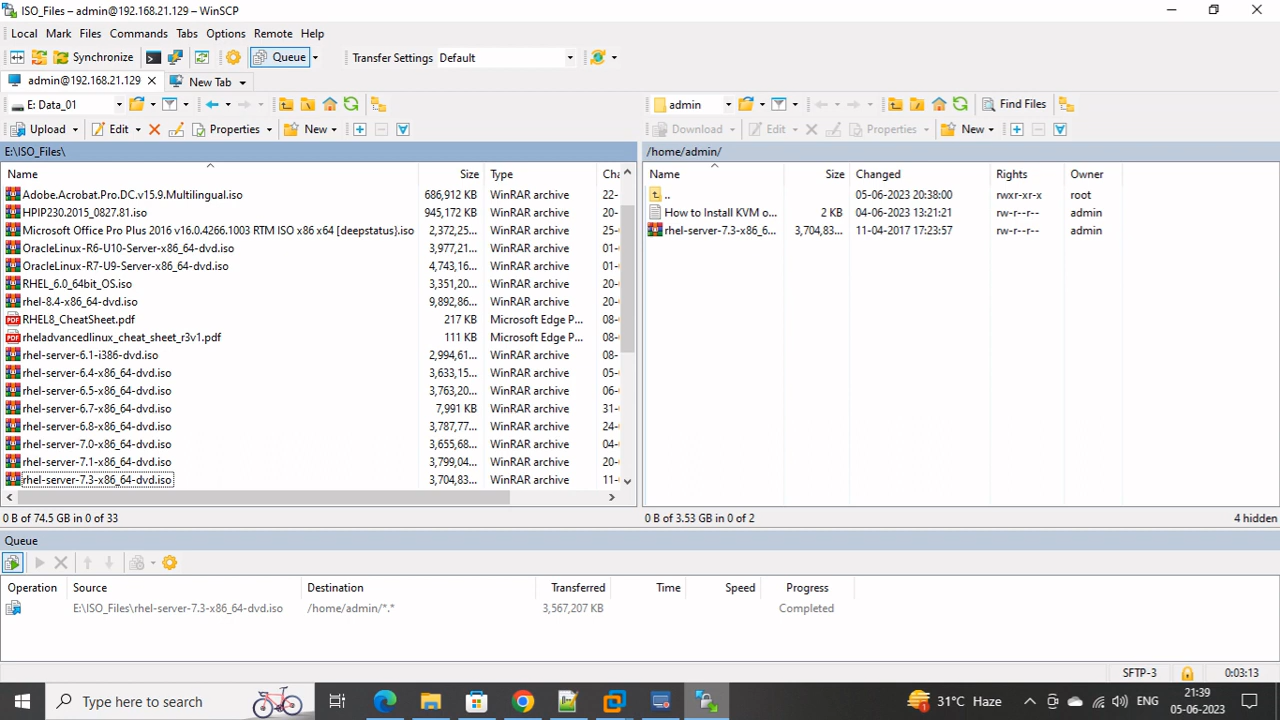 ISO_Files – admin@192.168.21.129 – WinSCP
Local Mark Files Commands Tabs Options Remote Help
Synchronize Queue Transfer Settings Default
admin@192.168.21.129 New Tab
E: Data_01 admin Find Files
Upload Edit Properties New Download Edit Properties New
E:\ISO_Files\ /home/admin/
Name Size Type Cha Name Size Changed Rights Owner
Adobe.Acrobat.Pro.DC.v15.9.Multilingual.iso 686,912 KB WinRAR archive 22- .. 05-06-2023 20:38:00 rwxr-xr-x root
HPIP230.2015_0827.81.iso 945,172 KB WinRAR archive 20- How to Install KVM o... 2 KB 04-06-2023 13:21:21 rw-r--r-- admin
Microsoft Office Pro Plus 2016 v16.0.4266.1003 RTM ISO x86 x64 [deepstatus}.iso 2,372,25... WinRAR archive 25- rhel-server-7.3-x86_6... 3,704,83... 11-04-2017 17:23:57 rw-r--r-- admin
OracleLinux-R6-U10-Server-x86_64-dvd.iso 3,977,21... WinRAR archive 01-
OracleLinux-R7-U9-Server-x86_64-dvd.iso 4,743,16... WinRAR archive 01-
RHEL_6.0_64bit_OS.iso 3,351,20... WinRAR archive 20-
rhel-8.4-x86_64-dvd.iso 9,892,86... WinRAR archive 20-
RHEL8_CheatSheet.pdf 217 KB Microsoft Edge P... 08-
rheladvancedlinux_cheat_sheet_r3v1.pdf 111 KB Microsoft Edge P... 08-
rhel-server-6.1-i386-dvd.iso 2,994,61... WinRAR archive 08-
rhel-server-6.4-x86_64-dvd.iso 3,633,15... WinRAR archive 05-
rhel-server-6.5-x86_64-dvd.iso 3,763,20... WinRAR archive 06-
rhel-server-6.7-x86_64-dvd.iso 7,991 KB WinRAR archive 31-
rhel-server-6.8-x86_64-dvd.iso 3,787,77... WinRAR archive 24-
rhel-server-7.0-x86_64-dvd.iso 3,655,68... WinRAR archive 04-
rhel-server-7.1-x86_64-dvd.iso 3,799,04... WinRAR archive 20-
rhel-server-7.3-x86_64-dvd.iso 3,704,83... WinRAR archive 11-
0 B of 74.5 GB in 0 of 33 0 B of 3.53 GB in 0 of 2 4 hidden
Queue
Operation Source Destination Transferred Time Speed Progress
E:\ISO_Files\rhel-server-7.3-x86_64-dvd.iso /home/admin/*.* 3,567,207 KB Completed
SFTP-3 0:03:13
Type here to search 31°C Haze ENG 21:39
05-06-2023